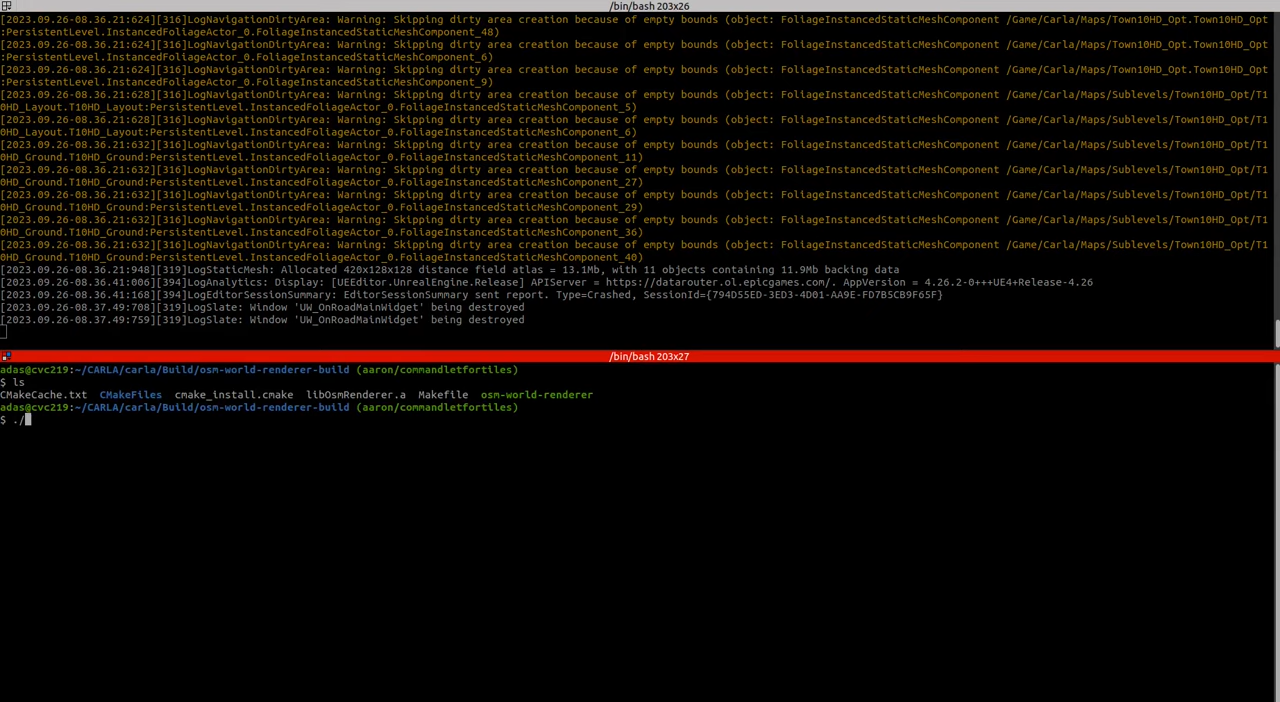 /bin/bash 203x26
[2023.09.26-08.36.21:624][316]LogNavigationDirtyArea: Warning: Skipping dirty area creation because of empty bounds (object: FoliageInstancedStaticMeshComponent /Game/Carla/Maps/Town10HD_Opt.Town10HD_Opt
:PersistentLevel.InstancedFoliageActor_0.FoliageInstancedStaticMeshComponent_48)
[2023.09.26-08.36.21:624][316]LogNavigationDirtyArea: Warning: Skipping dirty area creation because of empty bounds (object: FoliageInstancedStaticMeshComponent /Game/Carla/Maps/Town10HD_Opt.Town10HD_Opt
:PersistentLevel.InstancedFoliageActor_0.FoliageInstancedStaticMeshComponent_6)
[2023.09.26-08.36.21:624][316]LogNavigationDirtyArea: Warning: Skipping dirty area creation because of empty bounds (object: FoliageInstancedStaticMeshComponent /Game/Carla/Maps/Town10HD_Opt.Town10HD_Opt
:PersistentLevel.InstancedFoliageActor_0.FoliageInstancedStaticMeshComponent_9)
[2023.09.26-08.36.21:628][316]LogNavigationDirtyArea: Warning: Skipping dirty area creation because of empty bounds (object: FoliageInstancedStaticMeshComponent /Game/Carla/Maps/Sublevels/Town10HD_Opt/T1
0HD_Layout.T10HD_Layout:PersistentLevel.InstancedFoliageActor_0.FoliageInstancedStaticMeshComponent_5)
[2023.09.26-08.36.21:628][316]LogNavigationDirtyArea: Warning: Skipping dirty area creation because of empty bounds (object: FoliageInstancedStaticMeshComponent /Game/Carla/Maps/Sublevels/Town10HD_Opt/T1
0HD_Layout.T10HD_Layout:PersistentLevel.InstancedFoliageActor_0.FoliageInstancedStaticMeshComponent_6)
[2023.09.26-08.36.21:632][316]LogNavigationDirtyArea: Warning: Skipping dirty area creation because of empty bounds (object: FoliageInstancedStaticMeshComponent /Game/Carla/Maps/Sublevels/Town10HD_Opt/T1
0HD_Ground.T10HD_Ground:PersistentLevel.InstancedFoliageActor_0.FoliageInstancedStaticMeshComponent_11)
[2023.09.26-08.36.21:632][316]LogNavigationDirtyArea: Warning: Skipping dirty area creation because of empty bounds (object: FoliageInstancedStaticMeshComponent /Game/Carla/Maps/Sublevels/Town10HD_Opt/T1
0HD_Ground.T10HD_Ground:PersistentLevel.InstancedFoliageActor_0.FoliageInstancedStaticMeshComponent_27)
[2023.09.26-08.36.21:632][316]LogNavigationDirtyArea: Warning: Skipping dirty area creation because of empty bounds (object: FoliageInstancedStaticMeshComponent /Game/Carla/Maps/Sublevels/Town10HD_Opt/T1
0HD_Ground.T10HD_Ground:PersistentLevel.InstancedFoliageActor_0.FoliageInstancedStaticMeshComponent_29)
[2023.09.26-08.36.21:632][316]LogNavigationDirtyArea: Warning: Skipping dirty area creation because of empty bounds (object: FoliageInstancedStaticMeshComponent /Game/Carla/Maps/Sublevels/Town10HD_Opt/T1
0HD_Ground.T10HD_Ground:PersistentLevel.InstancedFoliageActor_0.FoliageInstancedStaticMeshComponent_36)
[2023.09.26-08.36.21:632][316]LogNavigationDirtyArea: Warning: Skipping dirty area creation because of empty bounds (object: FoliageInstancedStaticMeshComponent /Game/Carla/Maps/Sublevels/Town10HD_Opt/T1
0HD_Ground.T10HD_Ground:PersistentLevel.InstancedFoliageActor_0.FoliageInstancedStaticMeshComponent_40)
[2023.09.26-08.36.21:948][319]LogStaticMesh: Allocated 420x128x128 distance field atlas = 13.1Mb, with 11 objects containing 11.9Mb backing data
[2023.09.26-08.36.41:006][394]LogAnalytics: Display: [UEEditor.UnrealEngine.Release] APIServer = https://datarouter.ol.epicgames.com/. AppVersion = 4.26.2-0+++UE4+Release-4.26
[2023.09.26-08.36.41:168][394]LogEditorSessionSummary: EditorSessionSummary sent report. Type=Crashed, SessionId={794D55ED-3ED3-4D01-AA9E-FD7B5CB9F65F}
[2023.09.26-08.37.49:708][319]LogSlate: Window 'UW_OnRoadMainWidget' being destroyed
[2023.09.26-08.37.49:759][319]LogSlate: Window 'UW_OnRoadMainWidget' being destroyed
/bin/bash 203x27
adas@cvc219:~/CARLA/carla/Build/osm-world-renderer-build (aaron/commandletfortiles)
$ ls
CMakeCache.txt  CMakeFiles  cmake_install.cmake  libOsmRenderer.a  Makefile  osm-world-renderer
adas@cvc219:~/CARLA/carla/Build/osm-world-renderer-build (aaron/commandletfortiles)
$ ./